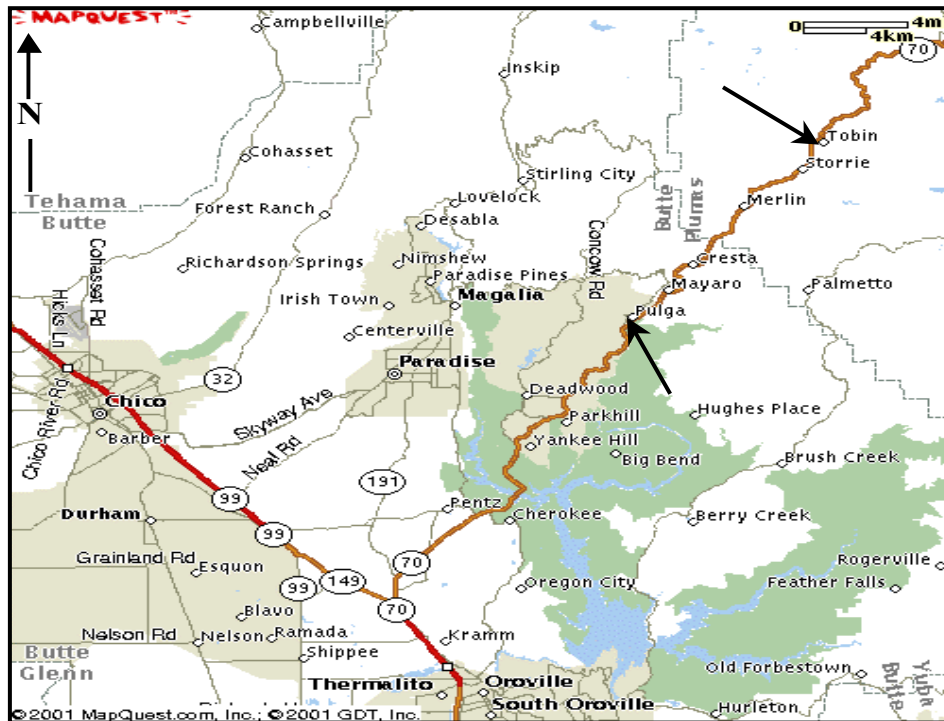 MAPQUEST™
Campbellville
0 4m
4km
70
Inskip
N
Tobin
Cohasset
Storrie
Stirling City
Tehama
Butte
Lovelock
Forest Ranch
Desabla
Merlin
Butte
Plumas
Cohasset Rd
Concow Rd
Richardson Springs
Nimshew
Cresta
Paradise Pines
Mayaro
Palmetto
Hicks Ln
Irish Town
Magalia
Pulga
Centerville
Paradise
32
Deadwood
Chico
Skyway Ave
Parkhill
Hughes Place
Chico River Rd
Barber
Neal Rd
Yankee Hill
Big Bend
Brush Creek
191
99
Pentz
Durham
Cherokee
Berry Creek
99
Grainland Rd
70
Rogerville
Esquon
149
99
Oregon City
Feather Falls
Blavo
70
Nelson Rd
Nelson
Ramada
Kramm
Butte
Glenn
Shippee
Old Forbestown
Yuba
Butte
Thermalito
Oroville
South Oroville
Hurleton
©2001 MapQuest.com, Inc.; ©2001 GDT, Inc.